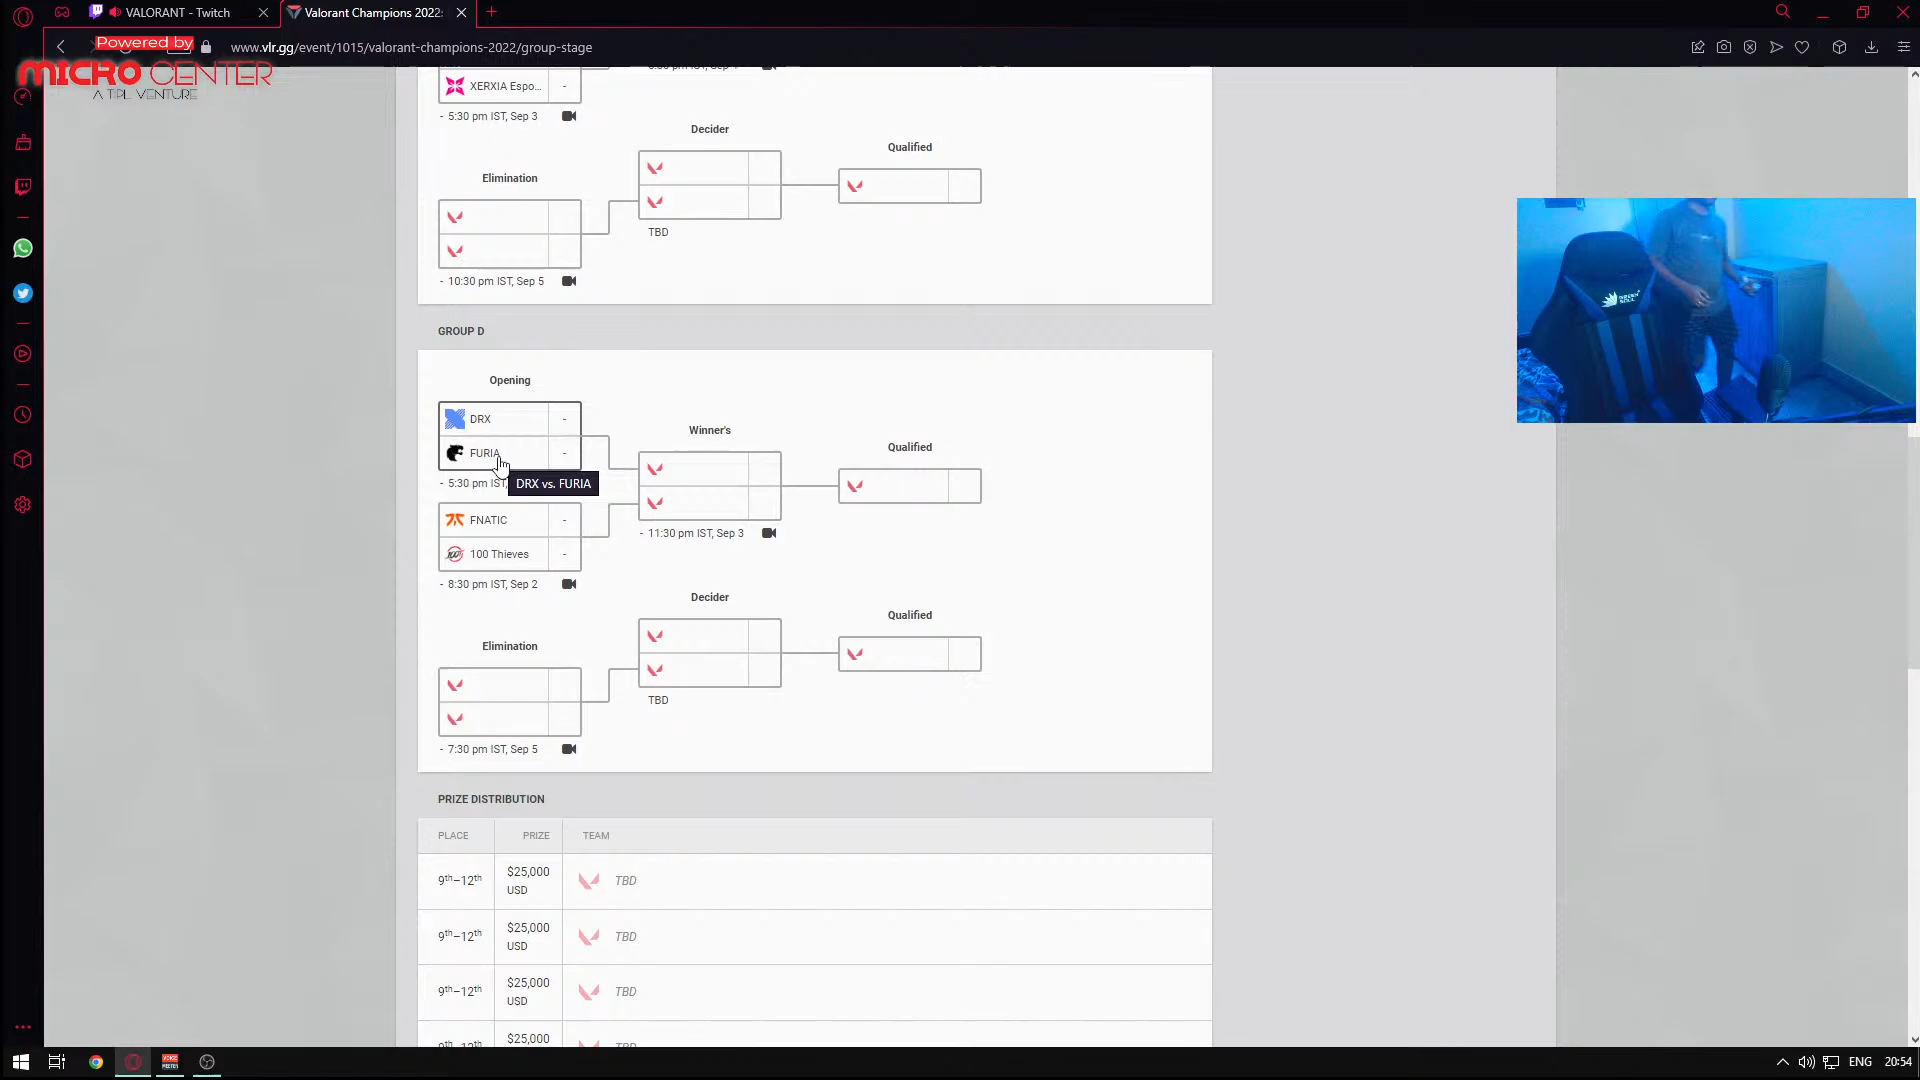 VALORANT - Twitch
Valorant Champions 2022:
Powered by
MICRO CENTER
A TPL VENTURE
www.vlr.gg/event/1015/valorant-champions-2022/group-stage
XERXIA Espo... -
- 5:30 pm IST, Sep 3
Decider
Qualified
Elimination
TBD
- 10:30 pm IST, Sep 5
GROUP D
Opening
DRX -
Winner's
FURIA -
Qualified
- 5:30 pm IST,
DRX vs. FURIA
FNATIC -
- 11:30 pm IST, Sep 3
100 Thieves -
- 8:30 pm IST, Sep 2
Decider
Qualified
Elimination
TBD
- 7:30 pm IST, Sep 5
PRIZE DISTRIBUTION
PLACE PRIZE TEAM
9th–12th $25,000 USD TBD
9th–12th $25,000 USD TBD
9th–12th $25,000 USD TBD
$25,000
ENG 20:54